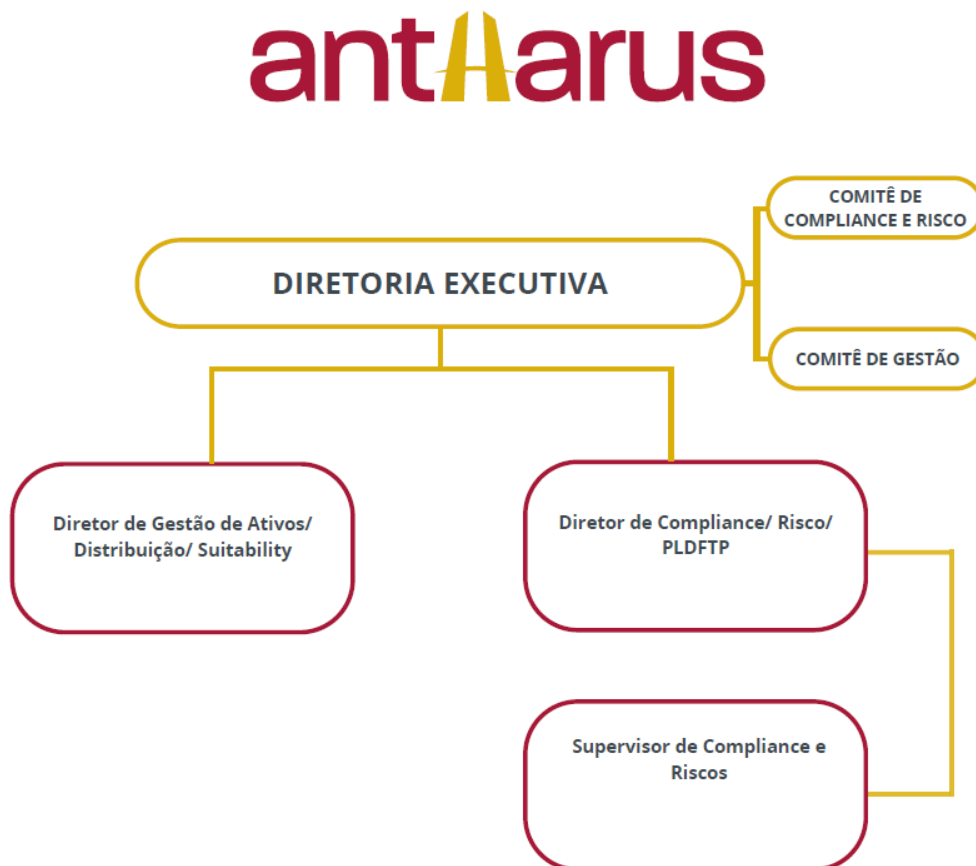 antHarus
COMITÊ DE
COMPLIANCE E RISCO
DIRETORIA EXECUTIVA
COMITÊ DE GESTÃO
Diretor de Gestão de Ativos/
Distribuição/ Suitability
Diretor de Compliance/ Risco/
PLDFTP
Supervisor de Compliance e
Riscos